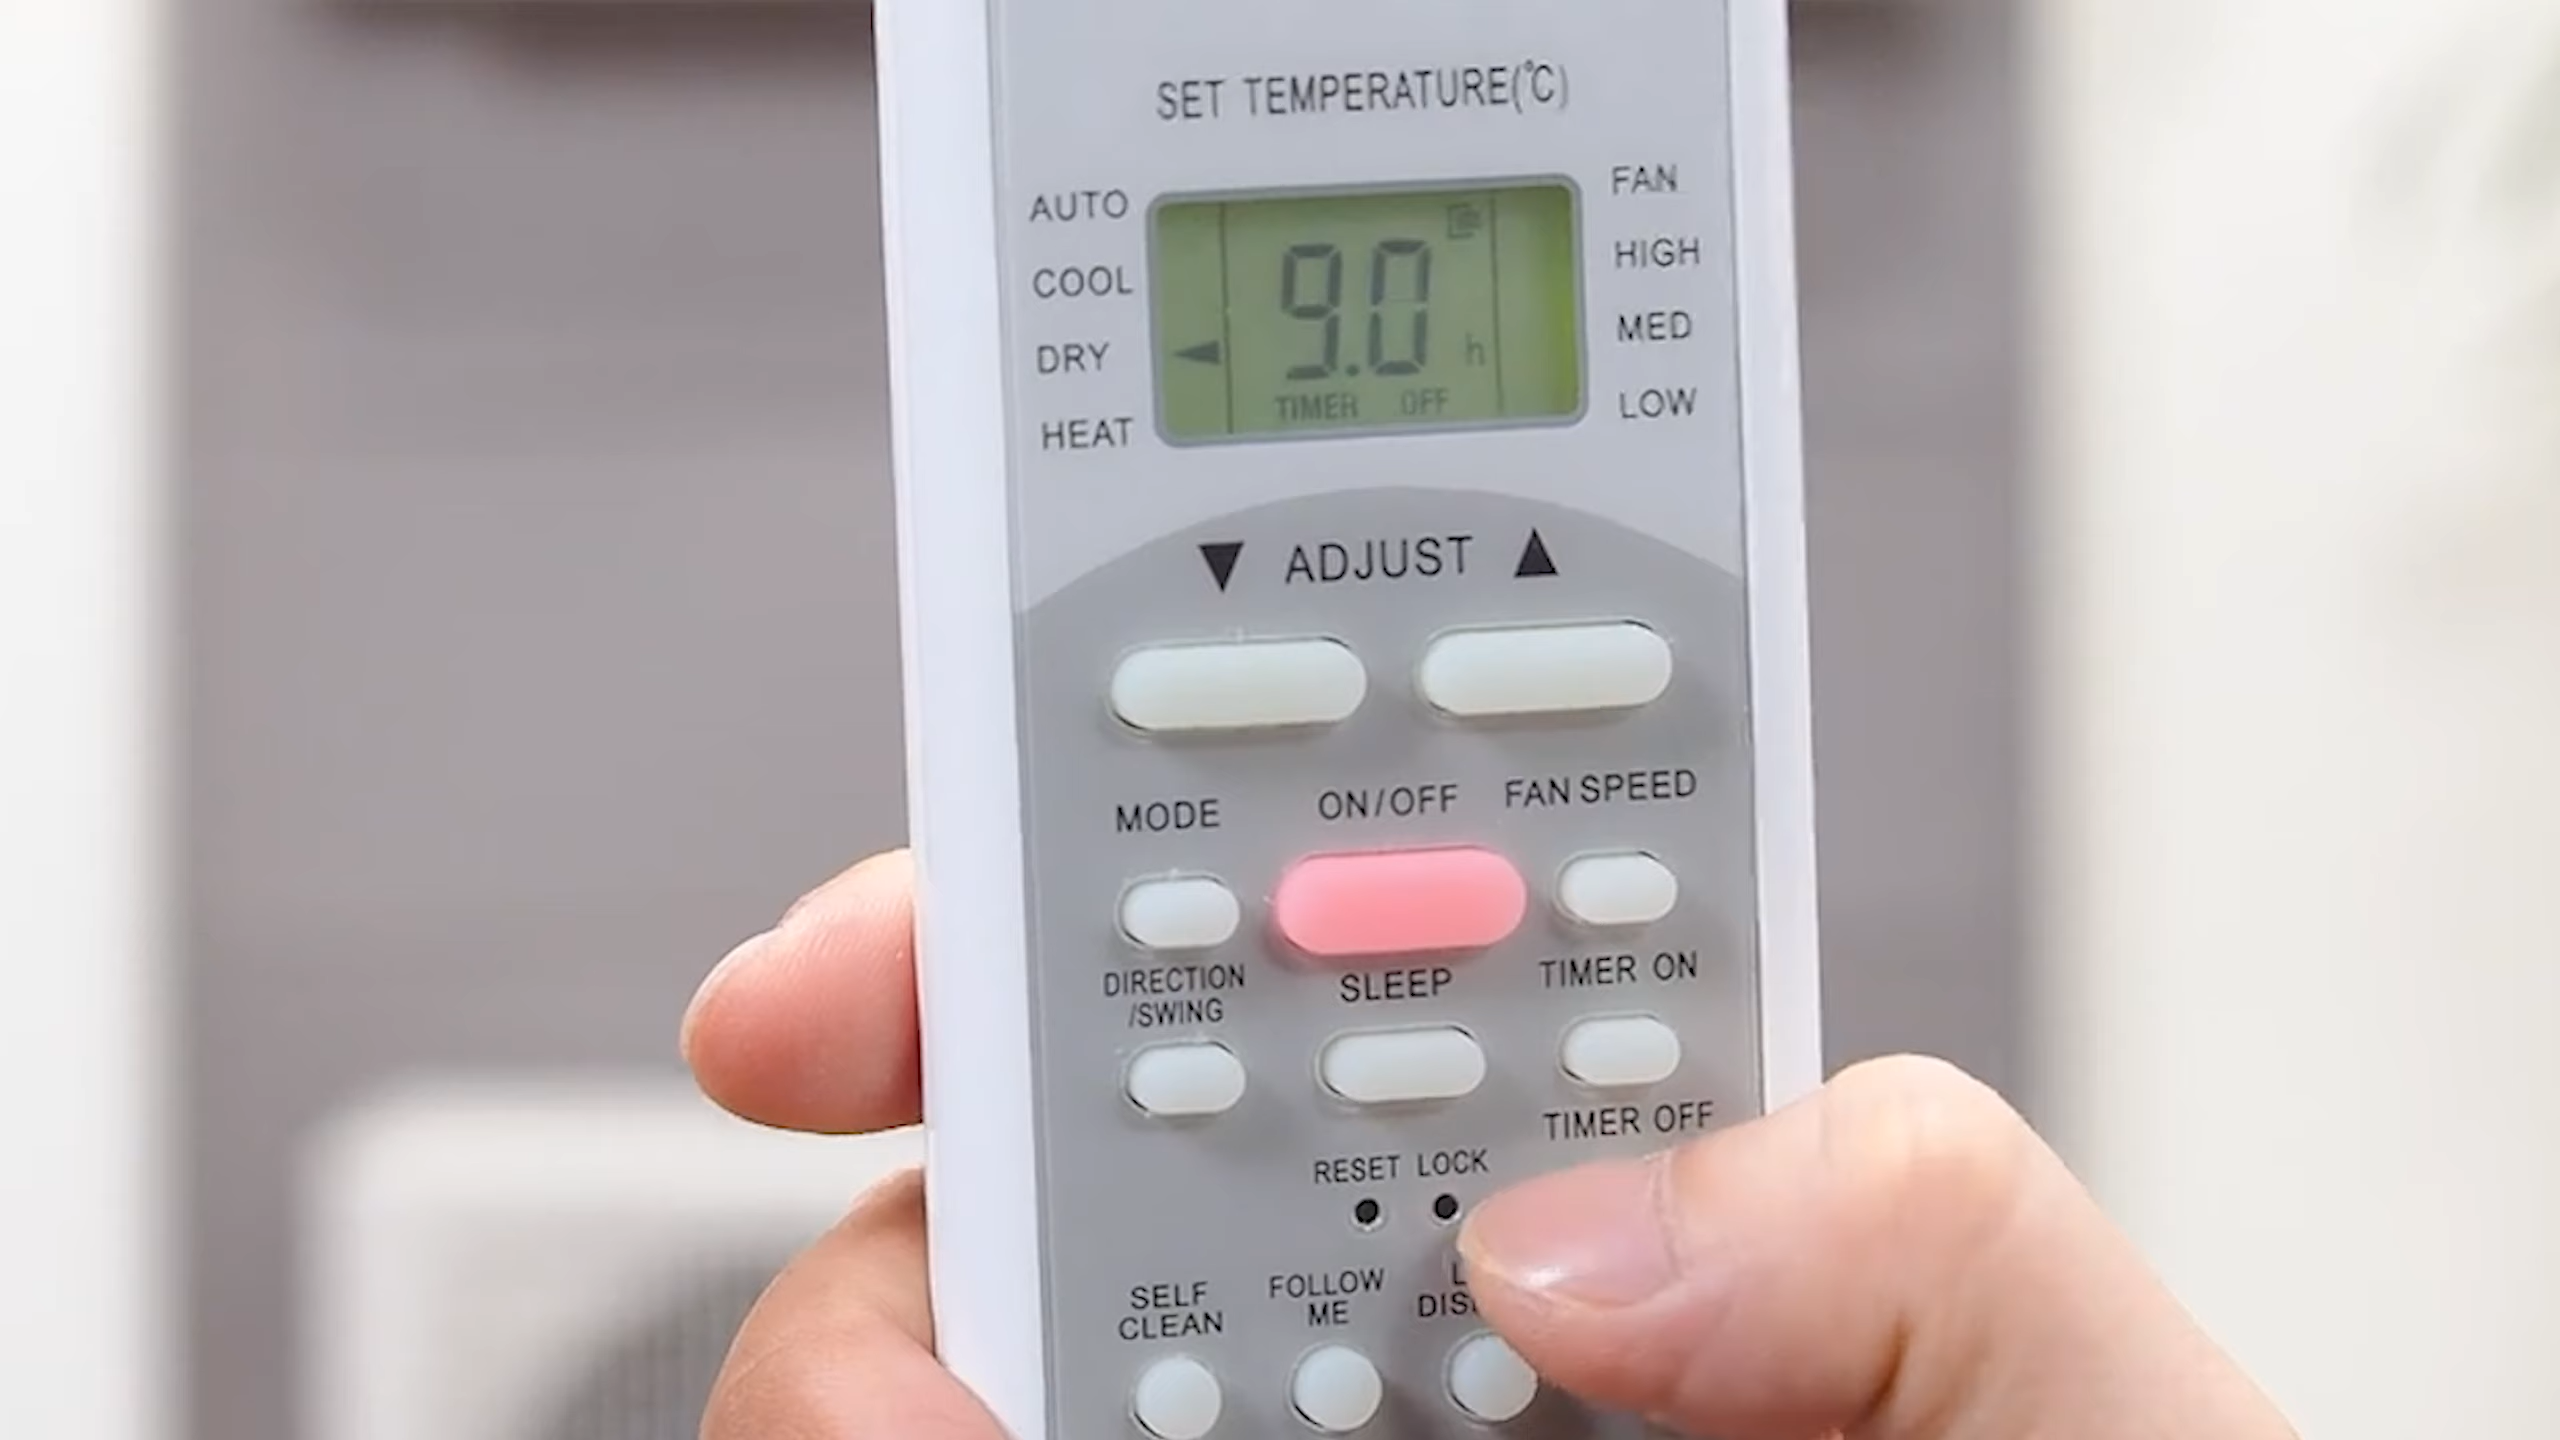 SET TEMPERATURE(°C)
AUTO
COOL
DRY
HEAT
9.0 h
TIMER OFF
FAN
HIGH
MED
LOW
▼ ADJUST ▲
MODE
ON/OFF
FAN SPEED
DIRECTION
/SWING
SLEEP
TIMER ON
TIMER OFF
RESET LOCK
SELF
CLEAN
FOLLOW
ME